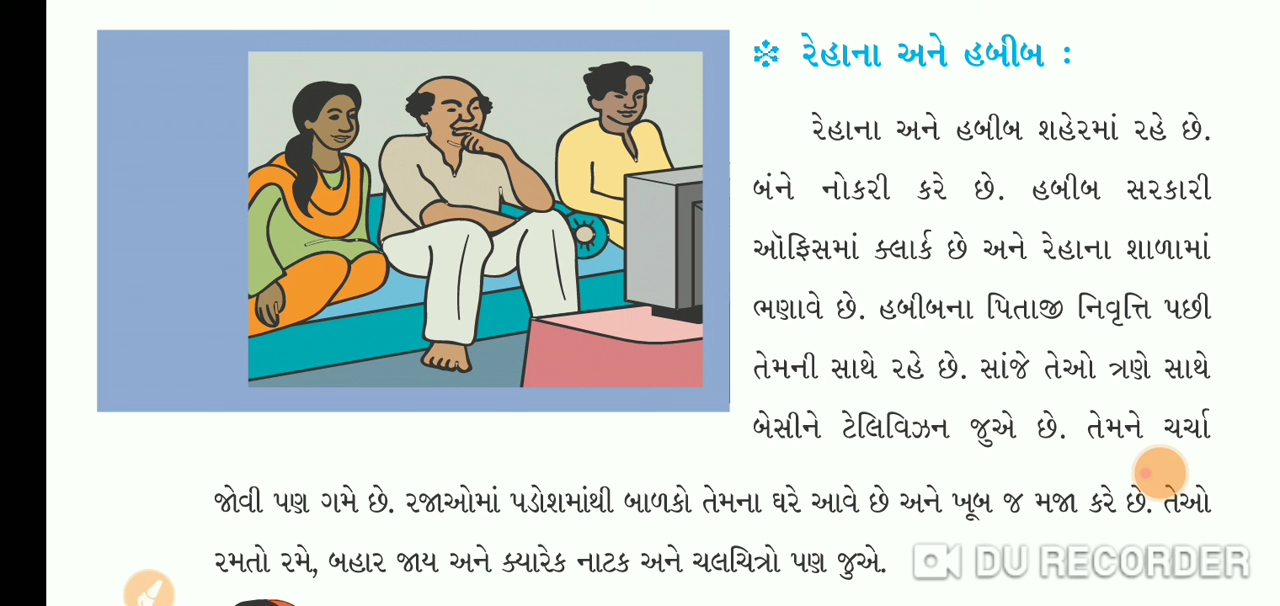 ❊ રેહાના અને હબીબ :
રેહાના અને હબીબ શહેરમાં રહે છે.
બંને નોકરી કરે છે. હબીબ સરકારી
ઑફિસમાં ક્લાર્ક છે અને રેહાના શાળામાં
ભણાવે છે. હબીબના પિતાજી નિવૃત્તિ પછી
તેમની સાથે રહે છે. સાંજે તેઓ ત્રણે સાથે
બેસીને ટેલિવિઝન જુએ છે. તેમને ચર્ચા
જોવી પણ ગમે છે. રજાઓમાં પડોશમાંથી બાળકો તેમના ઘરે આવે છે અને ખૂબ જ મજા કરે છે. તેઓ
રમતો રમે, બહાર જાય અને ક્યારેક નાટક અને ચલચિત્રો પણ જુએ.
DU RECORDER